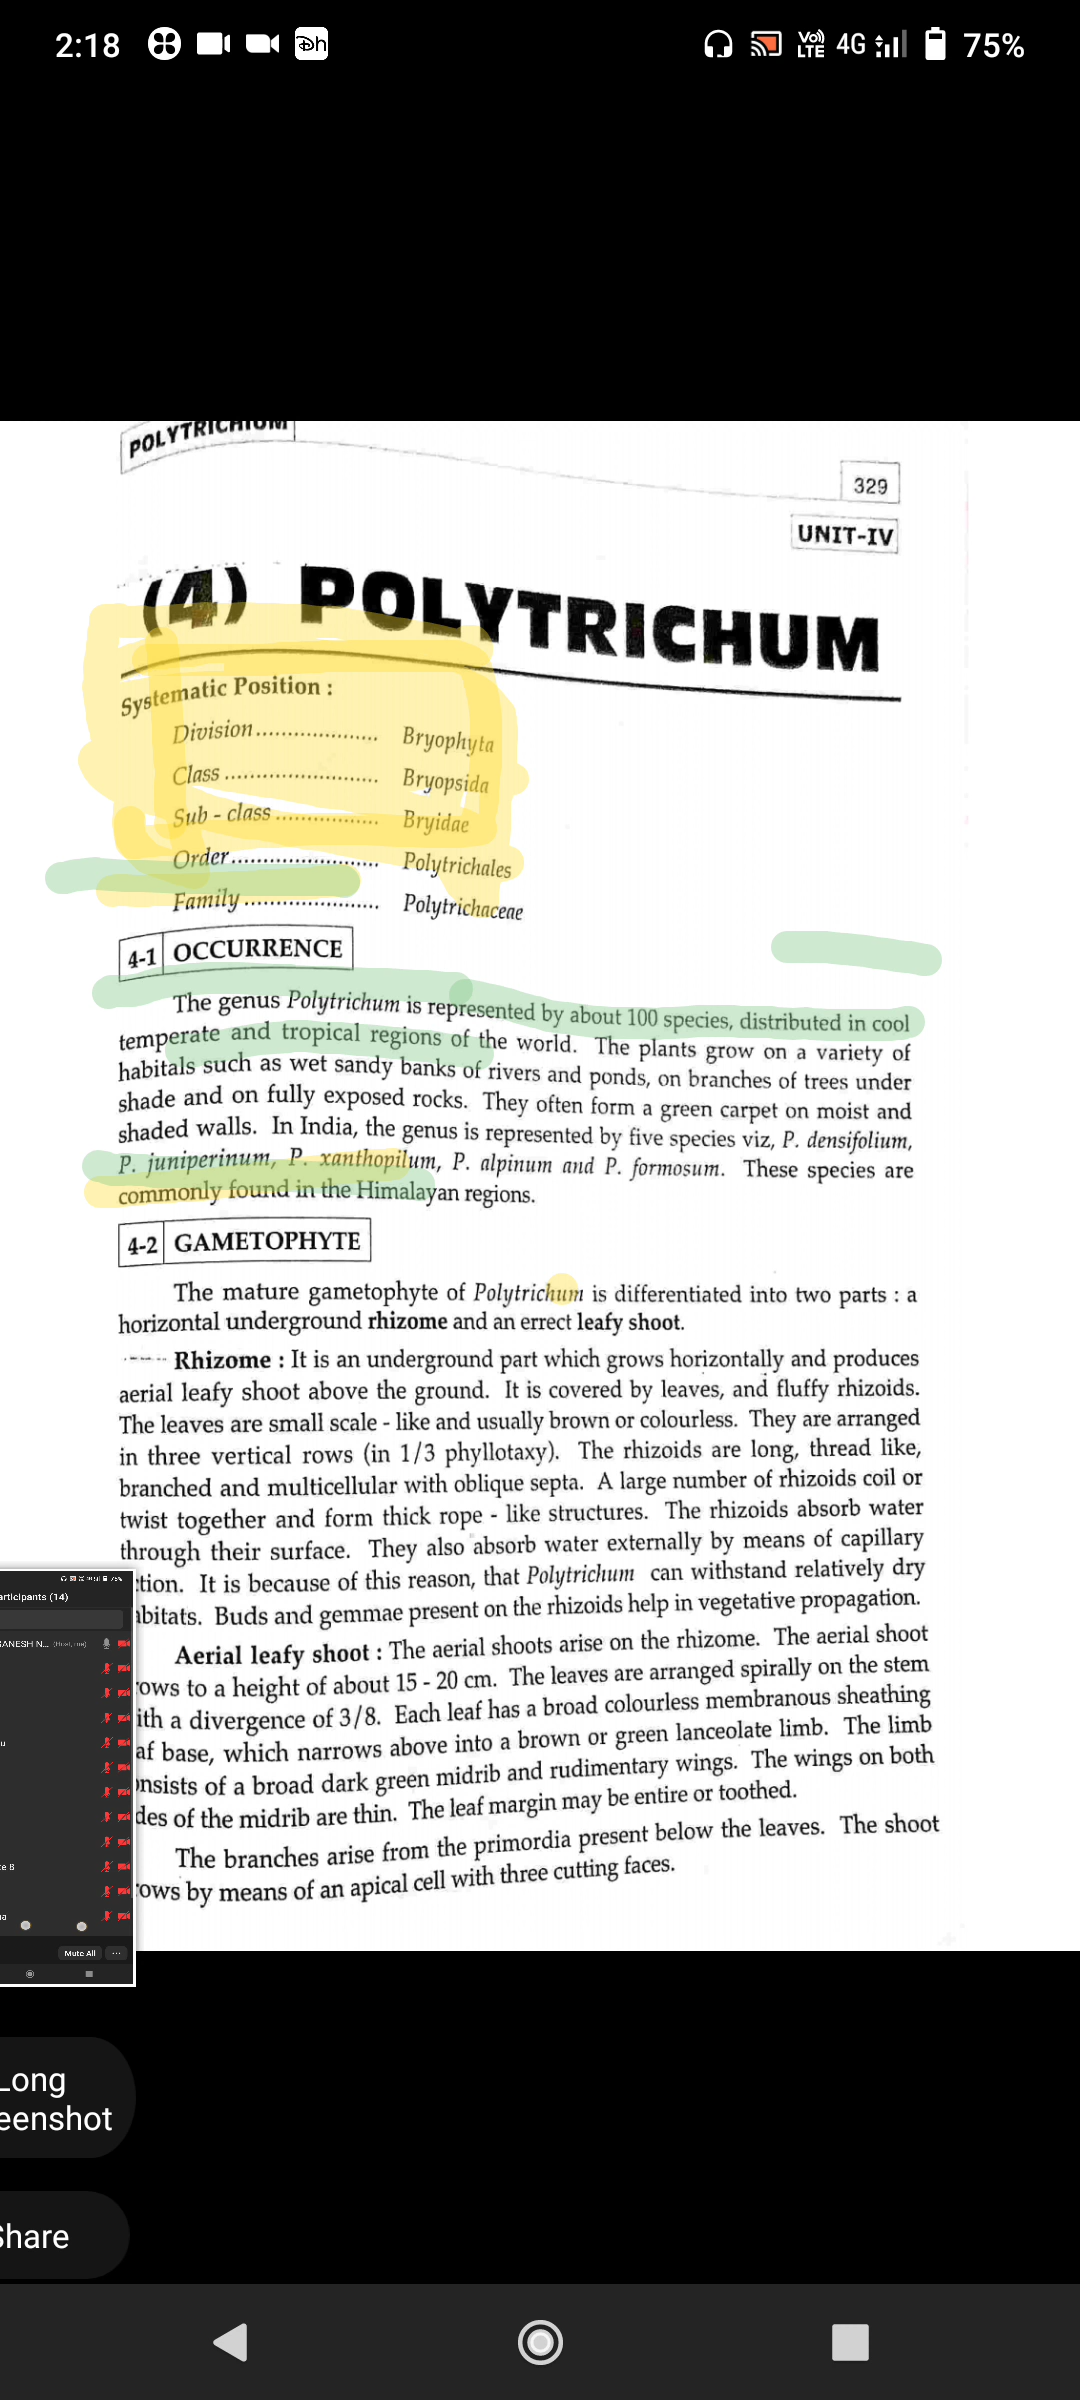 2:18
Dh
Vo)) LTE 4G 75%
POLYTRICHUM
329
UNIT-IV
(4) POLYTRICHUM
Systematic Position :
Division................... Bryophyta
Class ........................ Bryopsida
Sub - class ................ Bryidae
Order....................... Polytrichales
Family ..................... Polytrichaceae
4-1 OCCURRENCE
The genus Polytrichum is represented by about 100 species, distributed in cool
temperate and tropical regions of the world. The plants grow on a variety of
habitals such as wet sandy banks of rivers and ponds, on branches of trees under
shade and on fully exposed rocks. They often form a green carpet on moist and
shaded walls. In India, the genus is represented by five species viz, P. densifolium,
P. juniperinum, P. xanthopilum, P. alpinum and P. formosum. These species are
commonly found in the Himalayan regions.
4-2 GAMETOPHYTE
The mature gametophyte of Polytrichum is differentiated into two parts : a
horizontal underground rhizome and an errect leafy shoot.
Rhizome : It is an underground part which grows horizontally and produces
aerial leafy shoot above the ground. It is covered by leaves, and fluffy rhizoids.
The leaves are small scale - like and usually brown or colourless. They are arranged
in three vertical rows (in 1/3 phyllotaxy). The rhizoids are long, thread like,
branched and multicellular with oblique septa. A large number of rhizoids coil or
twist together and form thick rope - like structures. The rhizoids absorb water
through their surface. They also absorb water externally by means of capillary
ction. It is because of this reason, that Polytrichum can withstand relatively dry
abitats. Buds and gemmae present on the rhizoids help in vegetative propagation.
Aerial leafy shoot : The aerial shoots arise on the rhizome. The aerial shoot
rows to a height of about 15 - 20 cm. The leaves are arranged spirally on the stem
ith a divergence of 3/8. Each leaf has a broad colourless membranous sheathing
af base, which narrows above into a brown or green lanceolate limb. The limb
onsists of a broad dark green midrib and rudimentary wings. The wings on both
des of the midrib are thin. The leaf margin may be entire or toothed.
The branches arise from the primordia present below the leaves. The shoot
rows by means of an apical cell with three cutting faces.
articipants (14)
GANESH N... (Host, me)
u
te B
na
Mute All ...
Long
eenshot
Share